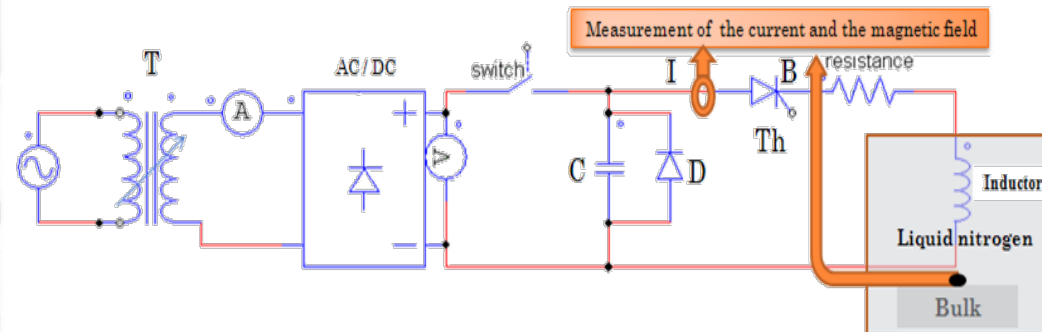 Measurement of the current and the magnetic field
T
AC/DC
switch
I
B
resistance
A
+
V
Th
C
D
Inductor
Liquid nitrogen
−
Bulk